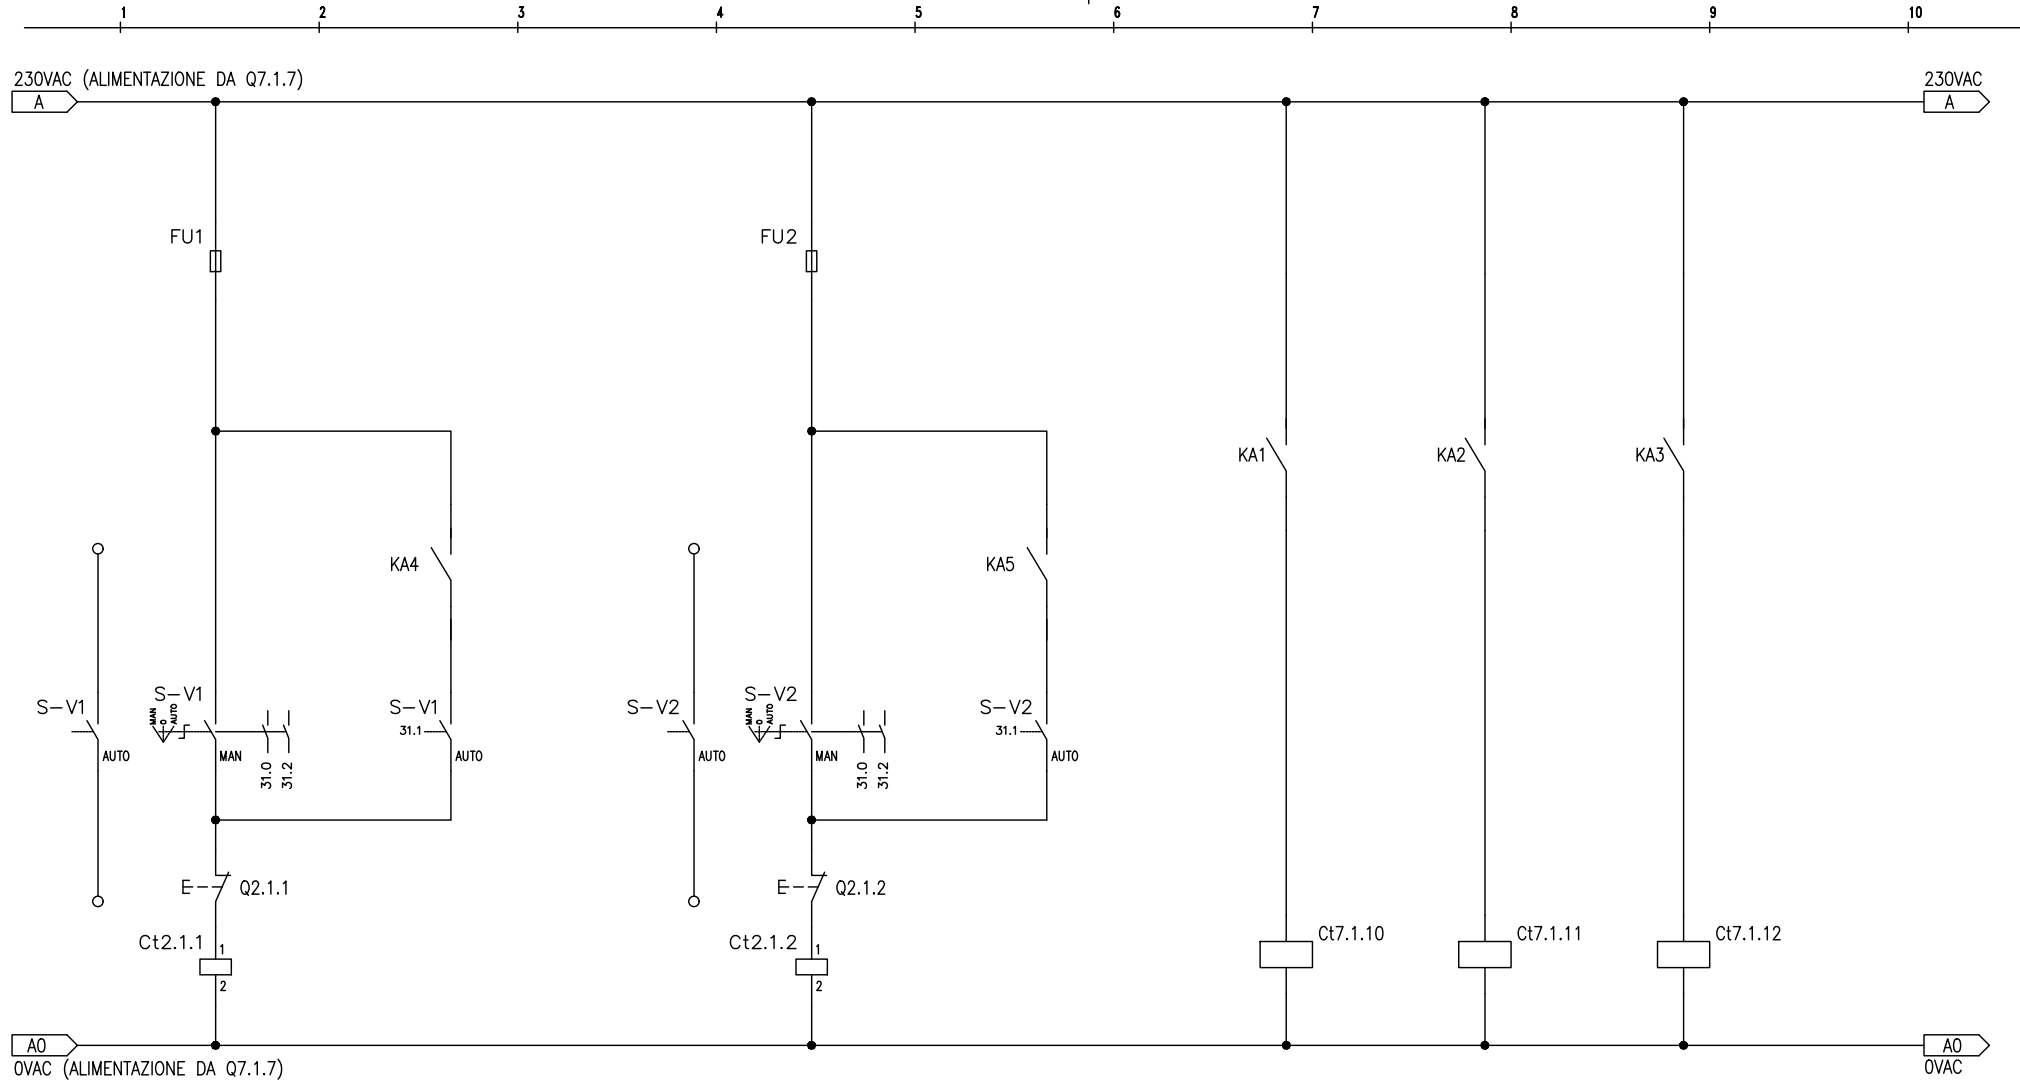 1 2 3 4 5 6 7 8 9 10
230VAC (ALIMENTAZIONE DA Q7.1.7)
230VAC
A
A
FU1
FU2
KA1
KA2
KA3
KA4
KA5
S-V1
MAN
0
AUTO
S-V1
AUTO
MAN
31.0
31.2
S-V1
31.1
AUTO
S-V2
AUTO
S-V2
MAN
0
AUTO
MAN
31.0
31.2
S-V2
31.1
AUTO
E
Q2.1.1
E
Q2.1.2
Ct2.1.1
1
2
Ct2.1.2
1
2
Ct7.1.10
Ct7.1.11
Ct7.1.12
A0
A0
0VAC (ALIMENTAZIONE DA Q7.1.7)
0VAC